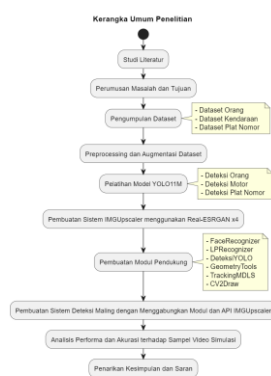 Kerangka Umum Penelitian
Studi Literatur
Perumusan Masalah dan Tujuan
Pengumpulan Dataset
- Dataset Orang
- Dataset Kendaraan
- Dataset Plat Nomor
Preprocessing dan Augmentasi Dataset
Pelatihan Model YOLO11M
- Deteksi Orang
- Deteksi Motor
- Deteksi Plat Nomor
Pembuatan Sistem IMGUpscaler menggunakan Real-ESRGAN x4
Pembuatan Modul Pendukung
- FaceRecognizer
- LPRecognizer
- DeteksiYOLO
- GeometryTools
- TrackingMDLS
- CV2Draw
Pembuatan Sistem Deteksi Maling dengan Menggabungkan Modul dan API IMGUpscaler
Analisis Performa dan Akurasi terhadap Sampel Video Simulasi
Penarikan Kesimpulan dan Saran